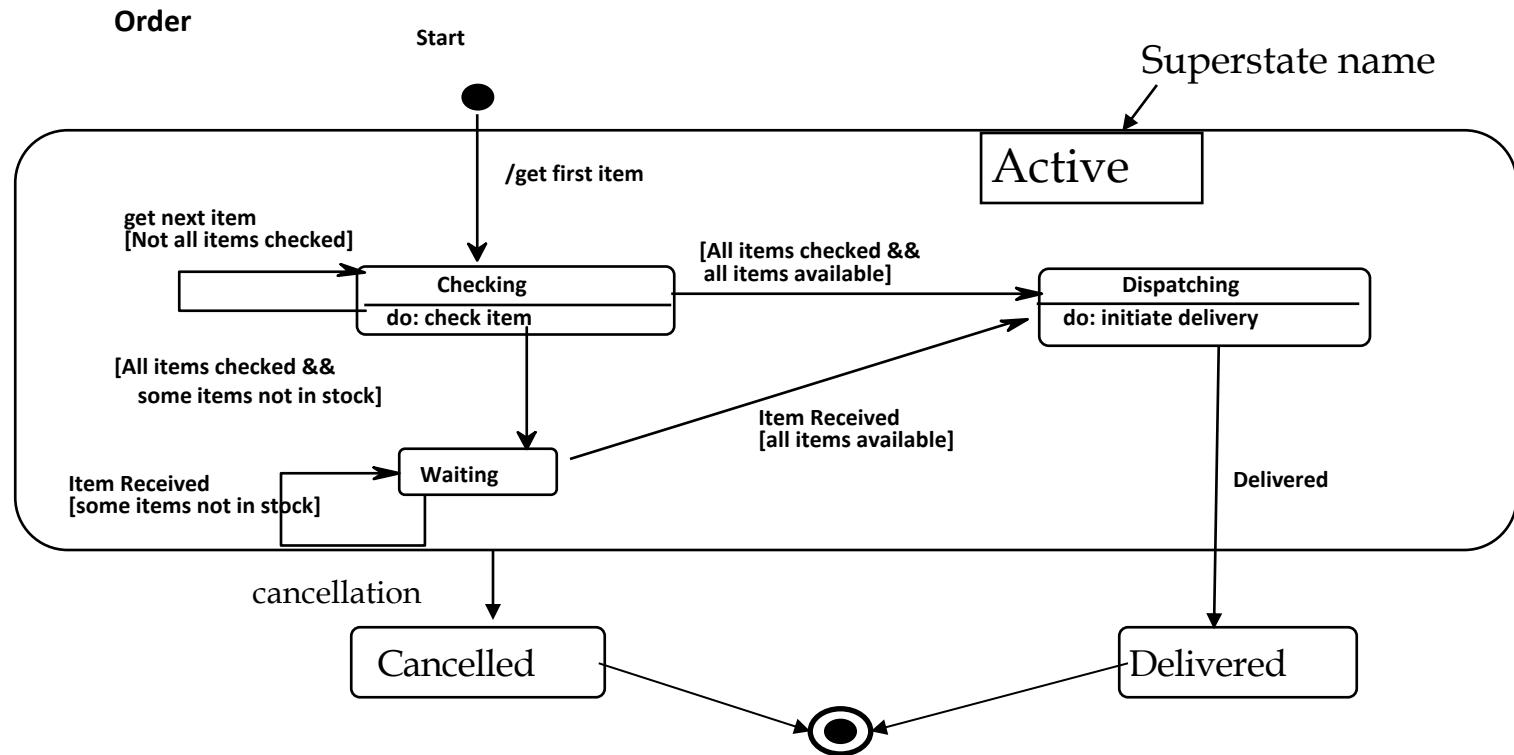 Order
Start
Superstate name
Active
/get first item
get next item
[Not all items checked]
[All items checked &&
all items available]
Checking
do: check item
Dispatching
do: initiate delivery
[All items checked &&
some items not in stock]
Item Received
[all items available]
Waiting
Item Received
[some items not in stock]
Delivered
cancellation
Cancelled
Delivered